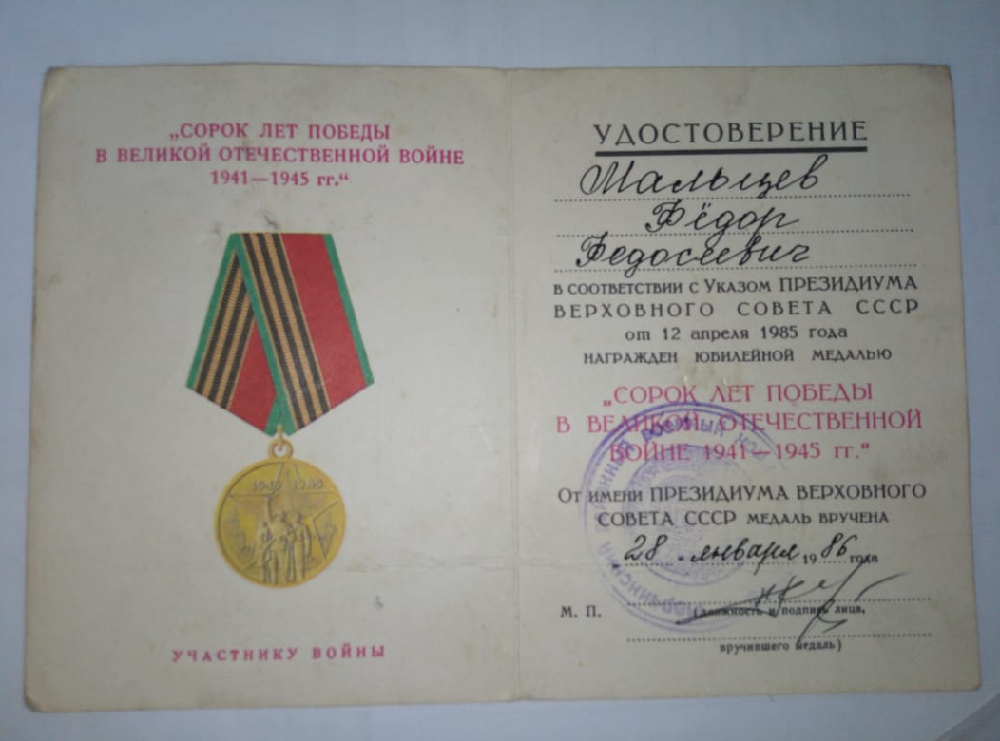 „СОРОК ЛЕТ ПОБЕДЫ
В ВЕЛИКОЙ ОТЕЧЕСТВЕННОЙ ВОЙНЕ
1941—1945 гг.“
1945 1985
УЧАСТНИКУ ВОЙНЫ
УДОСТОВЕРЕНИЕ
Мальцев
Фёдор
Федосеевич
в соответствии с Указом ПРЕЗИДИУМА
ВЕРХОВНОГО СОВЕТА СССР
от 12 апреля 1985 года
НАГРАЖДЕН ЮБИЛЕЙНОЙ МЕДАЛЬЮ
„СОРОК ЛЕТ ПОБЕДЫ
В ВЕЛИКОЙ ОТЕЧЕСТВЕННОЙ
ВОЙНЕ 1941—1945 гг.“
От имени ПРЕЗИДИУМА ВЕРХОВНОГО
СОВЕТА СССР МЕДАЛЬ ВРУЧЕНА
„28 „ января 1986 года
М. П.
(должность и подпись лица,
вручившего медаль)